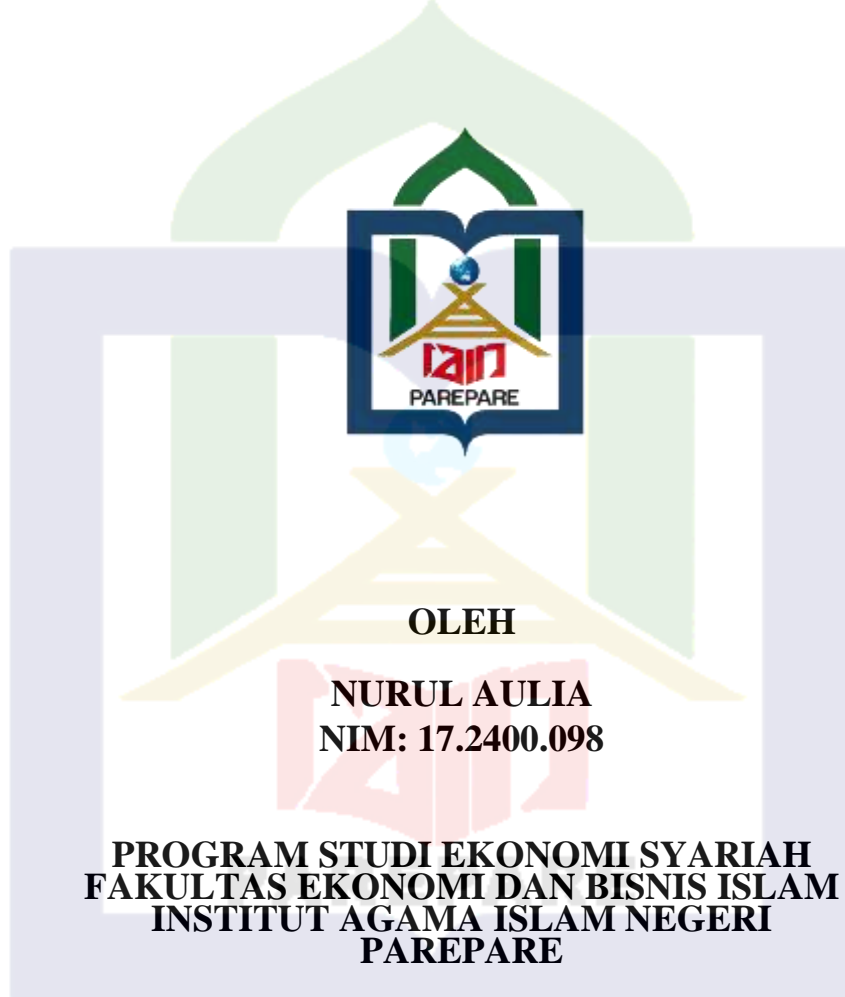 iain
PAREPARE
OLEH
NURUL AULIA
NIM: 17.2400.098
PROGRAM STUDI EKONOMI SYARIAH
FAKULTAS EKONOMI DAN BISNIS ISLAM
INSTITUT AGAMA ISLAM NEGERI
PAREPARE